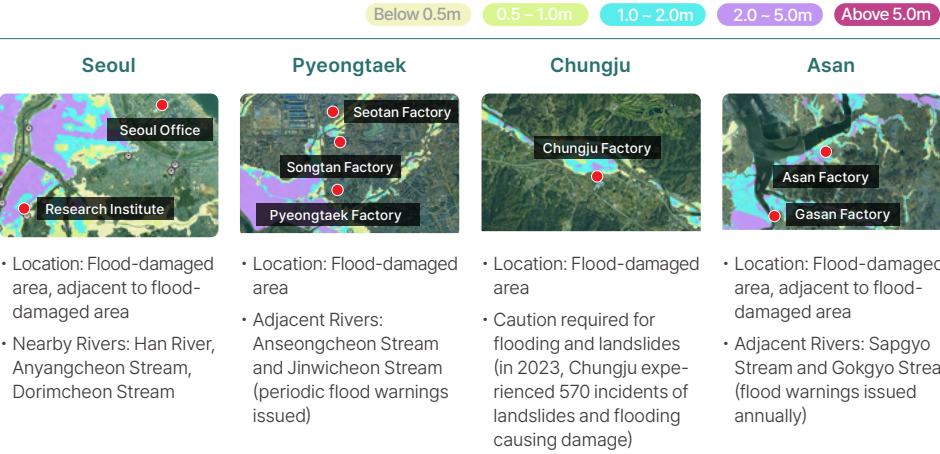 Below 0.5m
0.5 ~ 1.0m
1.0 ~ 2.0m
2.0 ~ 5.0m
Above 5.0m
Seoul
Seoul Office
Research Institute
• Location: Flood-damaged
area, adjacent to flood-
damaged area
• Nearby Rivers: Han River,
Anyangcheon Stream,
Dorimcheon Stream
Pyeongtaek
Seotan Factory
Songtan Factory
Pyeongtaek Factory
• Location: Flood-damaged
area
• Adjacent Rivers:
Anseongcheon Stream
and Jinwicheon Stream
(periodic flood warnings
issued)
Chungju
Chungju Factory
• Location: Flood-damaged
area
• Caution required for
flooding and landslides
(in 2023, Chungju expe-
rienced 570 incidents of
landslides and flooding
causing damage)
Asan
Asan Factory
Gasan Factory
• Location: Flood-damaged
area, adjacent to flood-
damaged area
• Adjacent Rivers: Sapgyo
Stream and Gokgyo Strea
(flood warnings issued
annually)